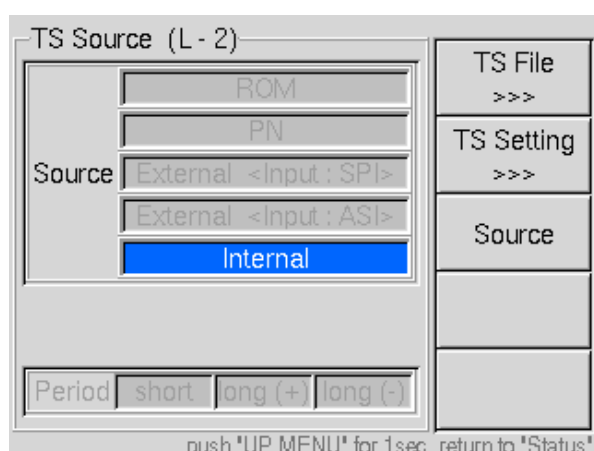 TS Source (L - 2)
Source
ROM
PN
External <Input : SPI>
External <Input : ASI>
Internal
Period short long (+) long (-)
TS File
>>>
TS Setting
>>>
Source
push "UP MENU" for 1sec. return to "Status"